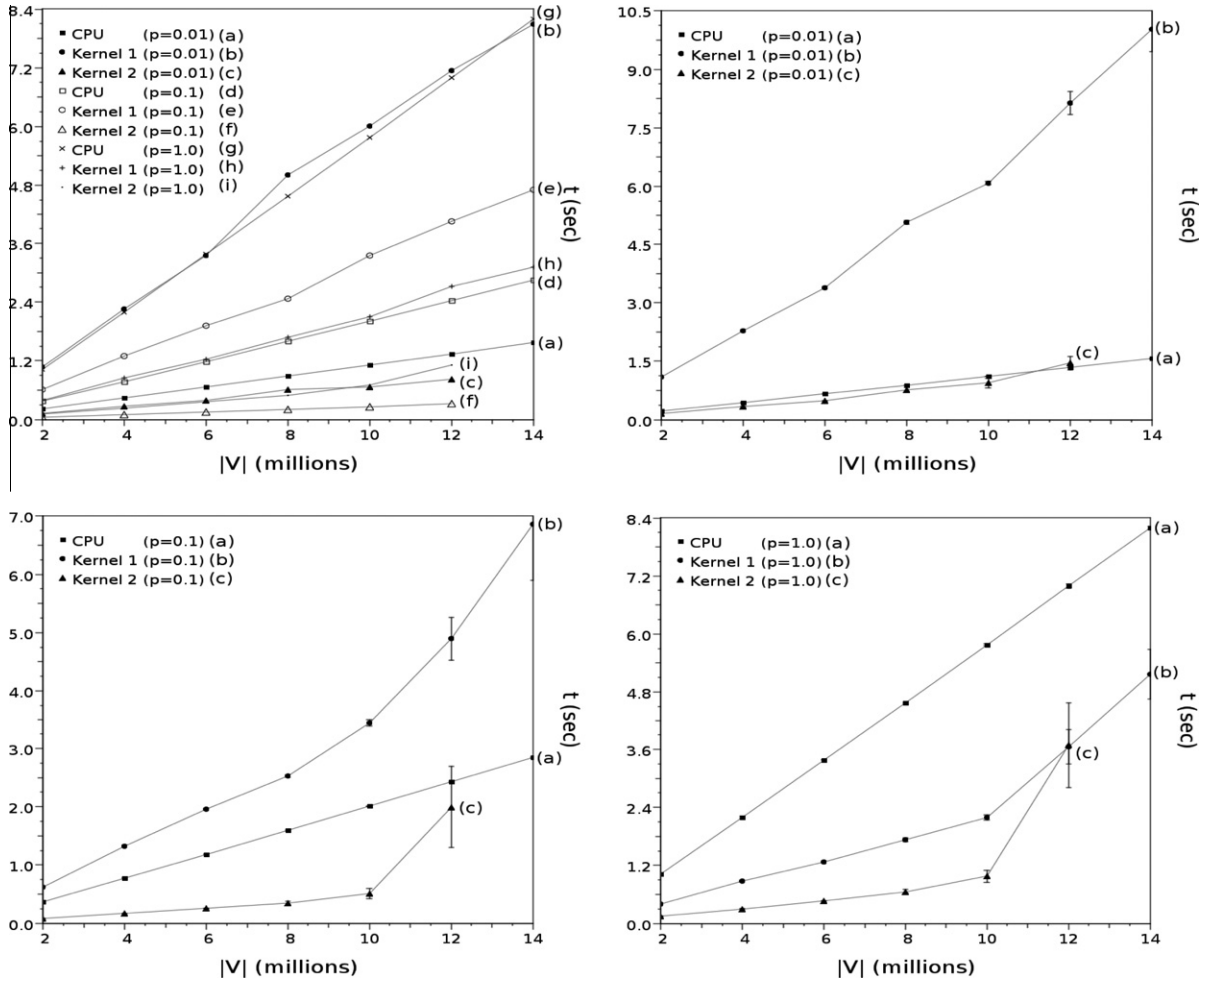 8.4
7.2
6.0
4.8
3.6
2.4
1.2
0.0
CPU (p=0.01) (a)
Kernel 1 (p=0.01) (b)
Kernel 2 (p=0.01) (c)
CPU (p=0.1) (d)
Kernel 1 (p=0.1) (e)
Kernel 2 (p=0.1) (f)
CPU (p=1.0) (g)
Kernel 1 (p=1.0) (h)
Kernel 2 (p=1.0) (i)
(g)
(b)
(e)
(h)
(d)
(a)
(i)
(c)
(f)
t (sec)
2 4 6 8 10 12 14
|V| (millions)
10.5
9.0
7.5
6.0
4.5
3.0
1.5
0.0
CPU (p=0.01) (a)
Kernel 1 (p=0.01) (b)
Kernel 2 (p=0.01) (c)
(b)
(c)
(a)
t (sec)
2 4 6 8 10 12 14
|V| (millions)
7.0
6.0
5.0
4.0
3.0
2.0
1.0
0.0
CPU (p=0.1) (a)
Kernel 1 (p=0.1) (b)
Kernel 2 (p=0.1) (c)
(b)
(a)
(c)
t (sec)
2 4 6 8 10 12 14
|V| (millions)
8.4
7.2
6.0
4.8
3.6
2.4
1.2
0.0
CPU (p=1.0) (a)
Kernel 1 (p=1.0) (b)
Kernel 2 (p=1.0) (c)
(a)
(b)
(c)
t (sec)
2 4 6 8 10 12 14
|V| (millions)